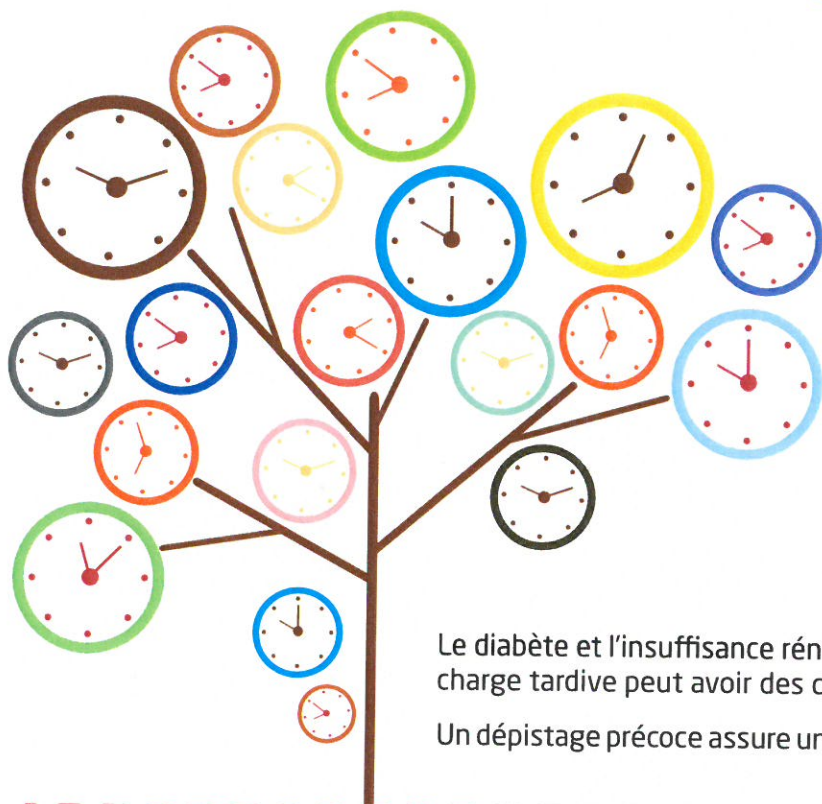 Le diabète et l'insuffisance rén
charge tardive peut avoir des c
Un dépistage précoce assure un